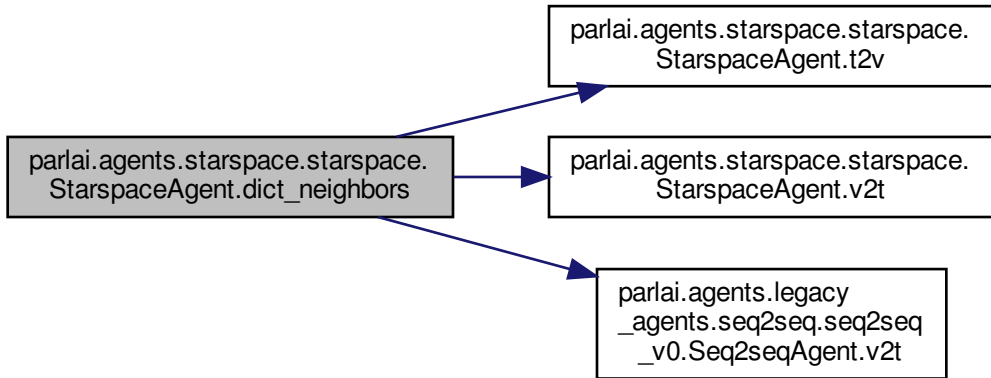 parlai.agents.starspace.starspace.
StarspaceAgent.dict_neighbors
parlai.agents.starspace.starspace.
StarspaceAgent.t2v
parlai.agents.starspace.starspace.
StarspaceAgent.v2t
parlai.agents.legacy
_agents.seq2seq.seq2seq
_v0.Seq2seqAgent.v2t